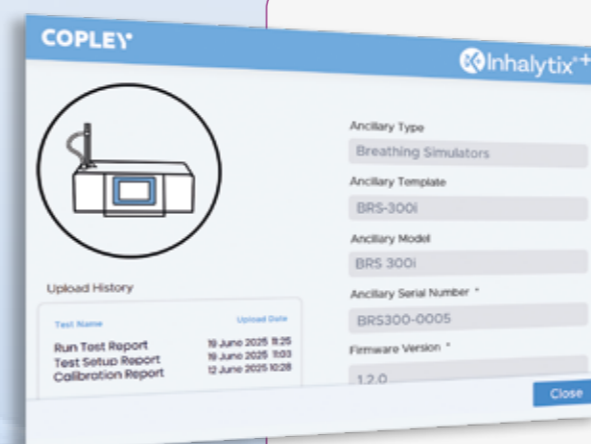 COPLEY
Inhalytix+
Upload History
Test Name Upload Date
Run Test Report 19 June 2025 11:25
Test Setup Report 19 June 2025 11:03
Calibration Report 12 June 2025 10:28
Ancillary Type
Breathing Simulators
Ancillary Template
BRS-300i
Ancillary Model
BRS 300i
Ancillary Serial Number *
BRS300-0005
Firmware Version *
1.2.0
Close